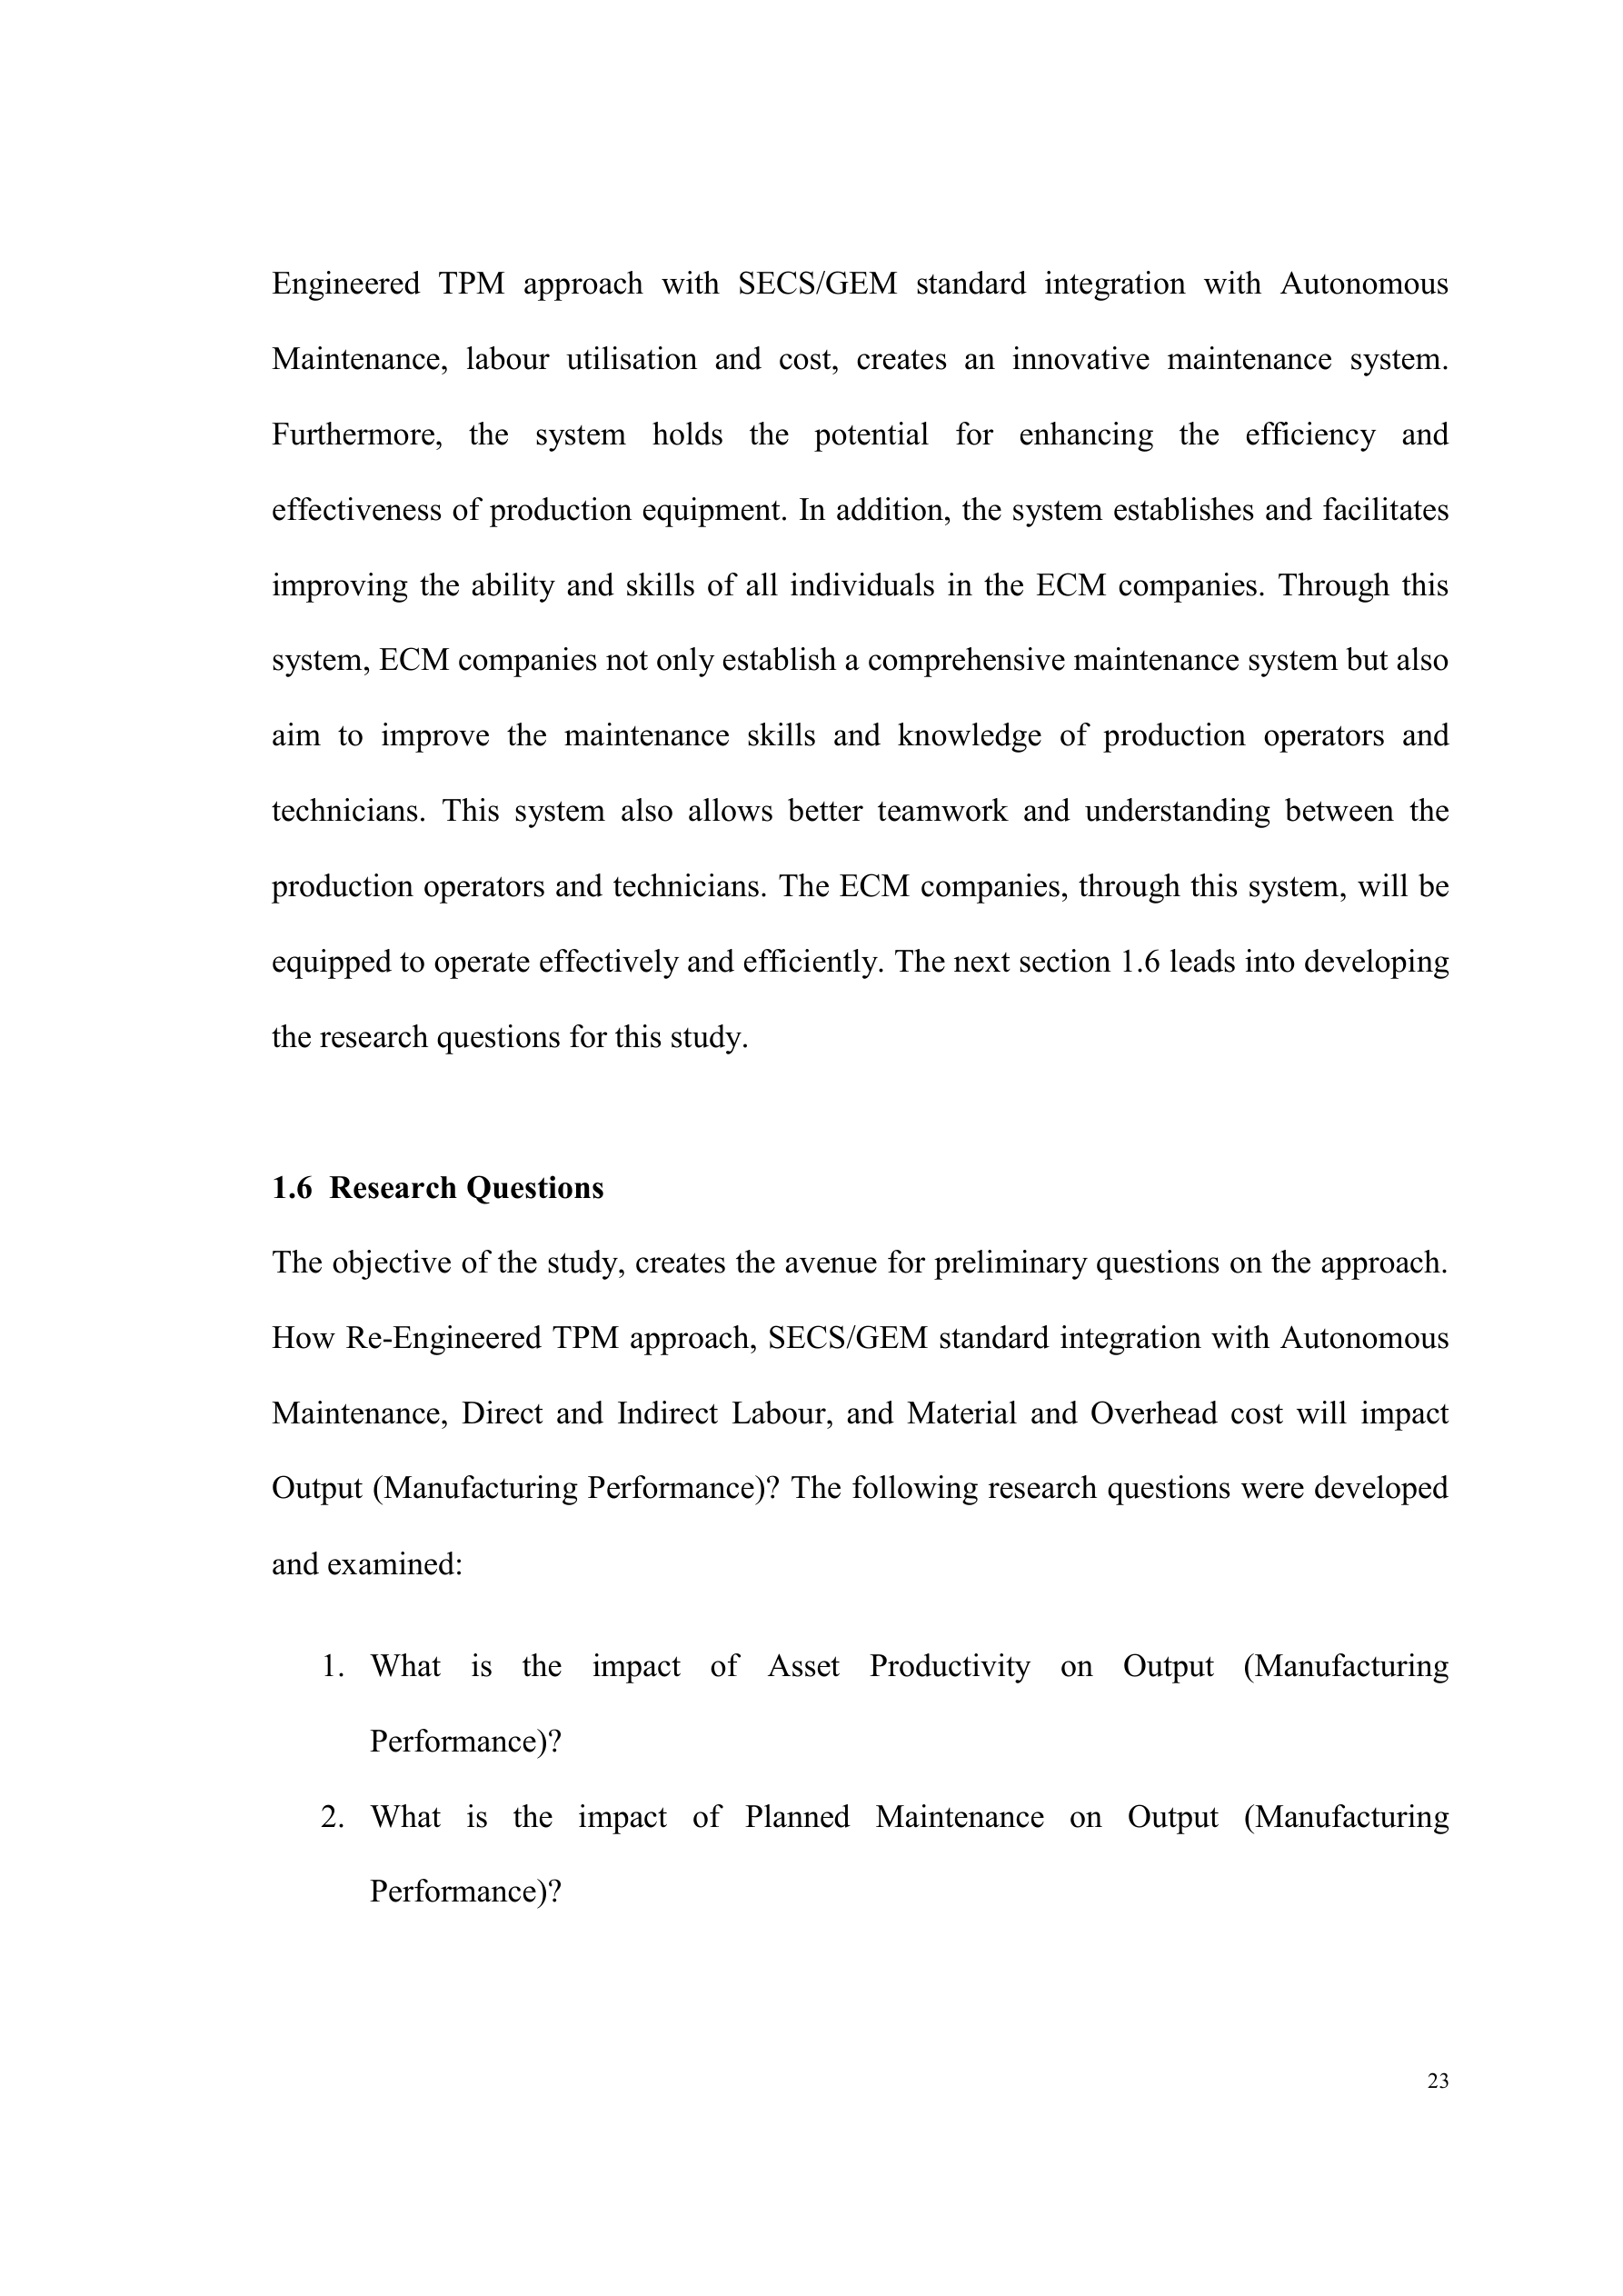 Engineered TPM approach with SECS/GEM standard integration with Autonomous
Maintenance, labour utilisation and cost, creates an innovative maintenance system.
Furthermore, the system holds the potential for enhancing the efficiency and
effectiveness of production equipment. In addition, the system establishes and facilitates
improving the ability and skills of all individuals in the ECM companies. Through this
system, ECM companies not only establish a comprehensive maintenance system but also
aim to improve the maintenance skills and knowledge of production operators and
technicians. This system also allows better teamwork and understanding between the
production operators and technicians. The ECM companies, through this system, will be
equipped to operate effectively and efficiently. The next section 1.6 leads into developing
the research questions for this study.
1.6 Research Questions
The objective of the study, creates the avenue for preliminary questions on the approach.
How Re-Engineered TPM approach, SECS/GEM standard integration with Autonomous
Maintenance, Direct and Indirect Labour, and Material and Overhead cost will impact
Output (Manufacturing Performance)? The following research questions were developed
and examined:
1. What is the impact of Asset Productivity on Output (Manufacturing
Performance)?
2. What is the impact of Planned Maintenance on Output (Manufacturing
Performance)?
23